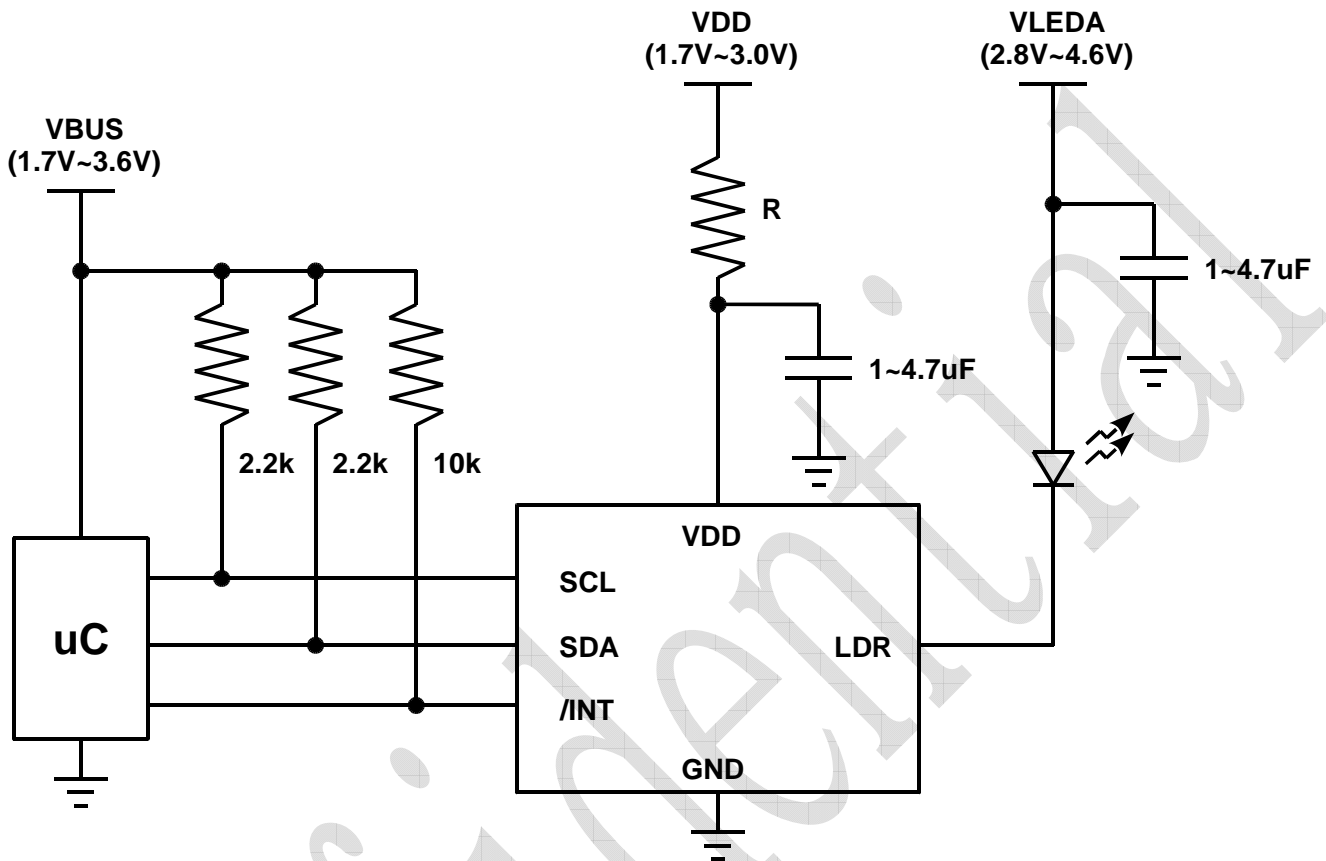 VDD
(1.7V~3.0V)
VLEDA
(2.8V~4.6V)
VBUS
(1.7V~3.6V)
R
1~4.7uF
1~4.7uF
2.2k
2.2k
10k
VDD
SCL
uC
SDA
LDR
/INT
GND
fidential